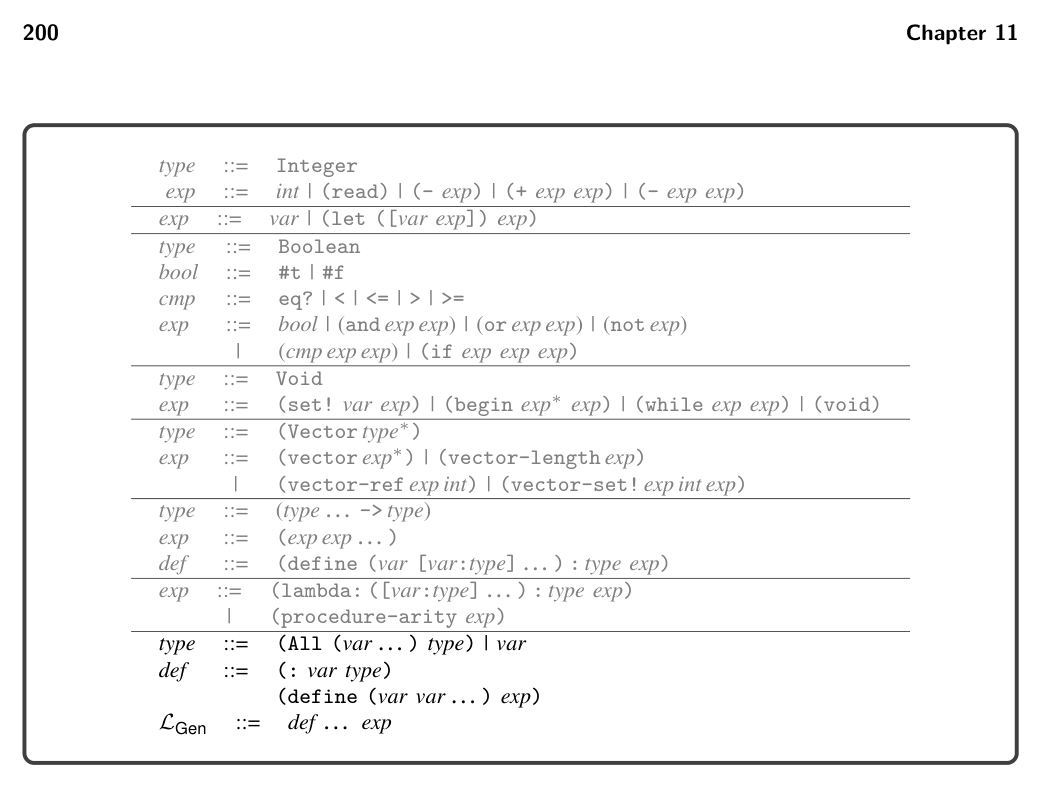 200 Chapter 11
type ::= Integer
exp ::= int | (read) | (- exp) | (+ exp exp) | (- exp exp)
exp ::= var | (let ([var exp]) exp)
type ::= Boolean
bool ::= #t | #f
cmp ::= eq? | < | <= | > | >=
exp ::= bool | (and exp exp) | (or exp exp) | (not exp)
| (cmp exp exp) | (if exp exp exp)
type ::= Void
exp ::= (set! var exp) | (begin exp* exp) | (while exp exp) | (void)
type ::= (Vector type*)
exp ::= (vector exp*) | (vector-length exp)
| (vector-ref exp int) | (vector-set! exp int exp)
type ::= (type ... -> type)
exp ::= (exp exp ...)
def ::= (define (var [var:type] ...) : type exp)
exp ::= (lambda: ([var:type] ...) : type exp)
| (procedure-arity exp)
type ::= (All (var ...) type) | var
def ::= (: var type)
(define (var var ...) exp)
ℒGen ::= def ... exp